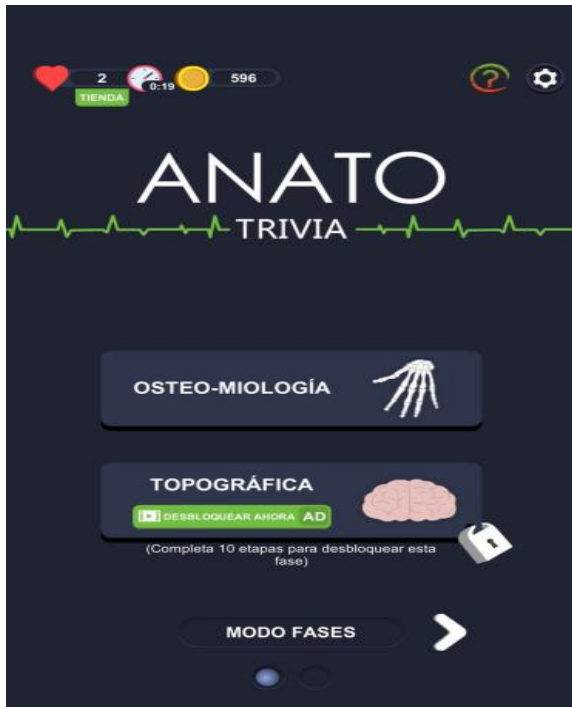 2 0:19 596
TIENDA
ANATO
TRIVIA
OSTEO-MIOLOGÍA
TOPOGRÁFICA
DESBLOQUEAR AHORA AD
(Completa 10 etapas para desbloquear esta
fase)
MODO FASES